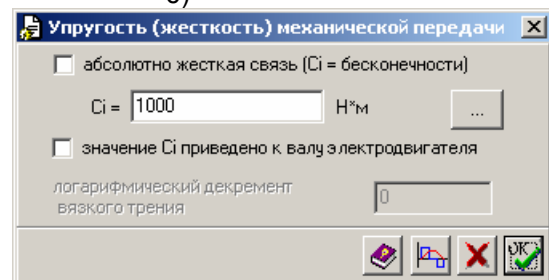 Упругость (жесткость) механической передачи
абсолютно жесткая связь (Ci = бесконечности)
Ci = 1000 Н*м ...
значение Ci приведено к валу электродвигателя
логарифмический декремент
вязкого трения 0
OK